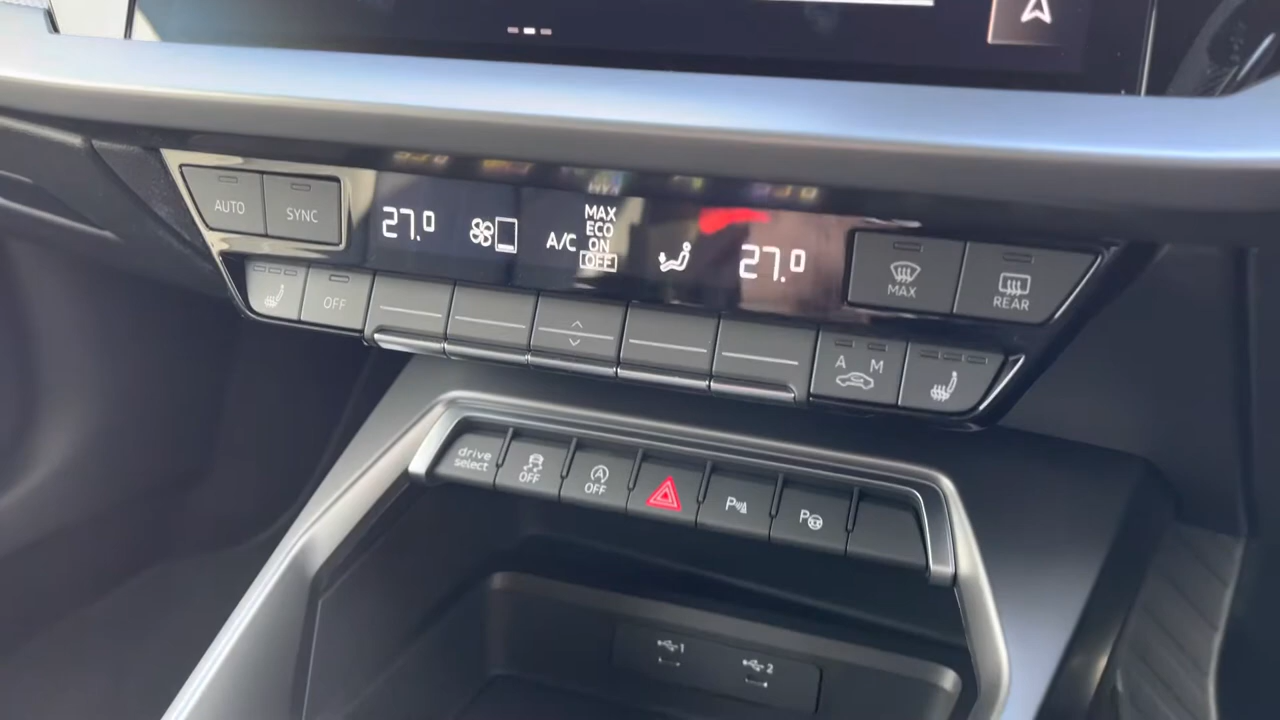 AUTO
SYNC
27.0
A/C
MAX
ECO
ON
OFF
27.0
MAX
REAR
OFF
A M
drive
select
OFF
A
OFF
P
P
1
2